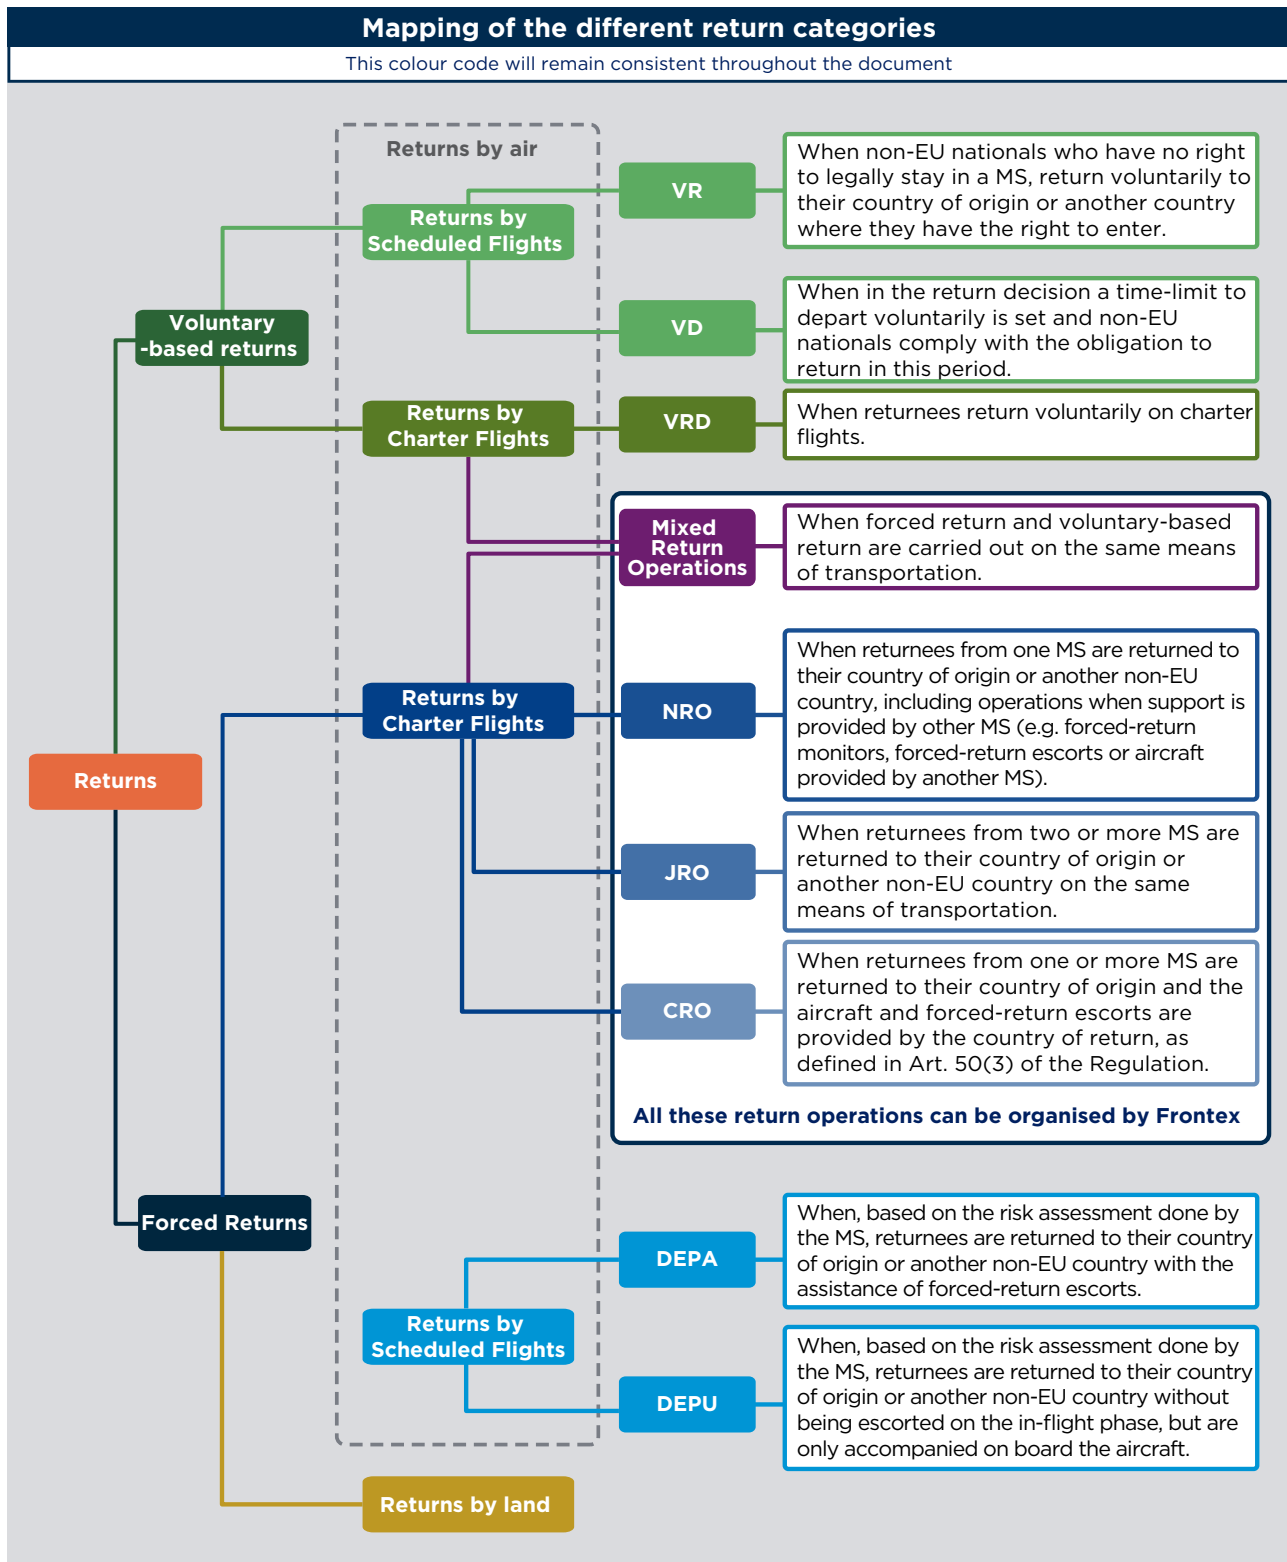 Mapping of the different return categories
This colour code will remain consistent throughout the document
Returns by air
Returns
Voluntary
-based returns
Returns by
Scheduled Flights
VR
When non-EU nationals who have no right
to legally stay in a MS, return voluntarily to
their country of origin or another country
where they have the right to enter.
VD
When in the return decision a time-limit to
depart voluntarily is set and non-EU
nationals comply with the obligation to
return in this period.
Returns by
Charter Flights
VRD
When returnees return voluntarily on charter
flights.
Mixed
Return
Operations
When forced return and voluntary-based
return are carried out on the same means
of transportation.
Forced Returns
Returns by
Charter Flights
NRO
When returnees from one MS are returned to
their country of origin or another non-EU
country, including operations when support is
provided by other MS (e.g. forced-return
monitors, forced-return escorts or aircraft
provided by another MS).
JRO
When returnees from two or more MS are
returned to their country of origin or
another non-EU country on the same
means of transportation.
CRO
When returnees from one or more MS are
returned to their country of origin and the
aircraft and forced-return escorts are
provided by the country of return, as
defined in Art. 50(3) of the Regulation.
All these return operations can be organised by Frontex
Returns by
Scheduled Flights
DEPA
When, based on the risk assessment done by
the MS, returnees are returned to their country
of origin or another non-EU country with the
assistance of forced-return escorts.
DEPU
When, based on the risk assessment done by
the MS, returnees are returned to their country
of origin or another non-EU country without
being escorted on the in-flight phase, but are
only accompanied on board the aircraft.
Returns by land